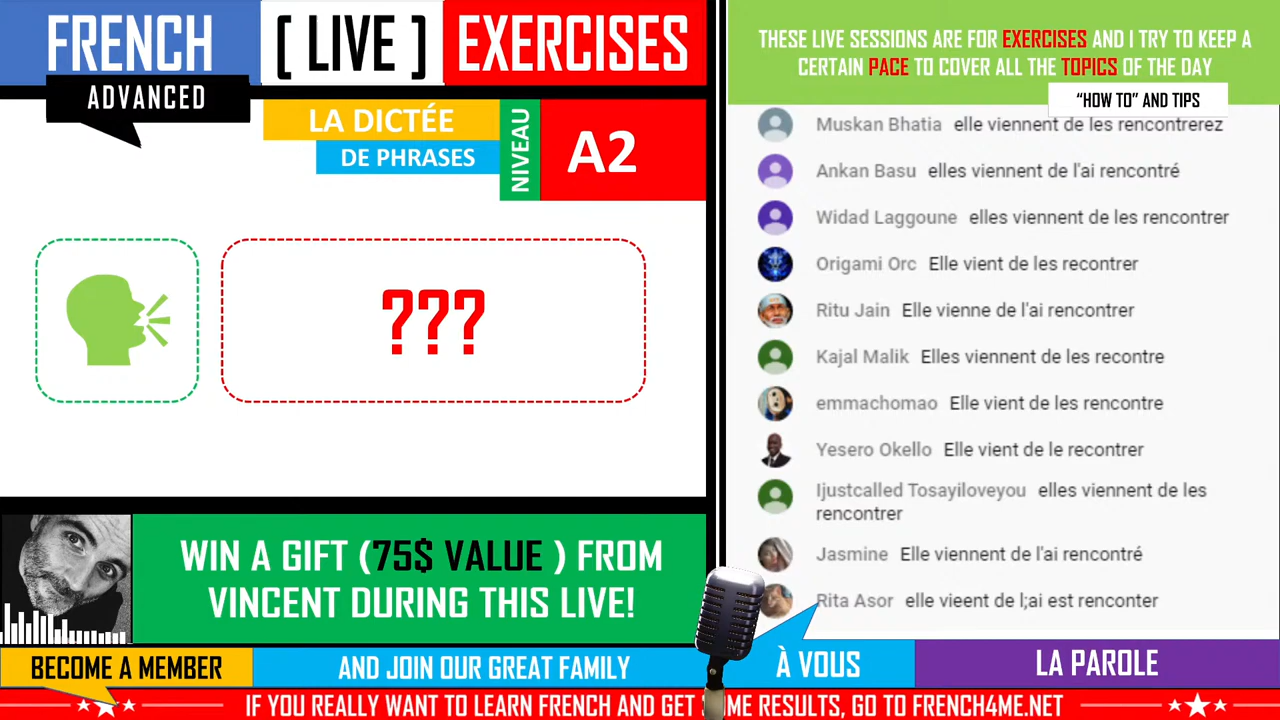 FRENCH [ LIVE ] EXERCISES
ADVANCED
LA DICTÉE
DE PHRASES
NIVEAU
A2
???
WIN A GIFT (75$ VALUE ) FROM
VINCENT DURING THIS LIVE!
BECOME A MEMBER
AND JOIN OUR GREAT FAMILY
THESE LIVE SESSIONS ARE FOR EXERCISES AND I TRY TO KEEP A
CERTAIN PACE TO COVER ALL THE TOPICS OF THE DAY
“HOW TO” AND TIPS
Muskan Bhatia elle viennent de les rencontrerez
Ankan Basu elles viennent de l'ai rencontré
Widad Laggoune elles viennent de les rencontrer
Origami Orc Elle vient de les recontrer
Ritu Jain Elle vienne de l'ai rencontrer
Kajal Malik Elles viennent de les recontre
emmachomao Elle vient de les rencontre
Yesero Okello Elle vient de le recontrer
Ijustcalled Tosayiloveyou elles viennent de les
rencontrer
Jasmine Elle viennent de l'ai rencontré
Rita Asor elle vieent de l;ai est renconter
À VOUS
LA PAROLE
IF YOU REALLY WANT TO LEARN FRENCH AND GET ME RESULTS, GO TO FRENCH4ME.NET